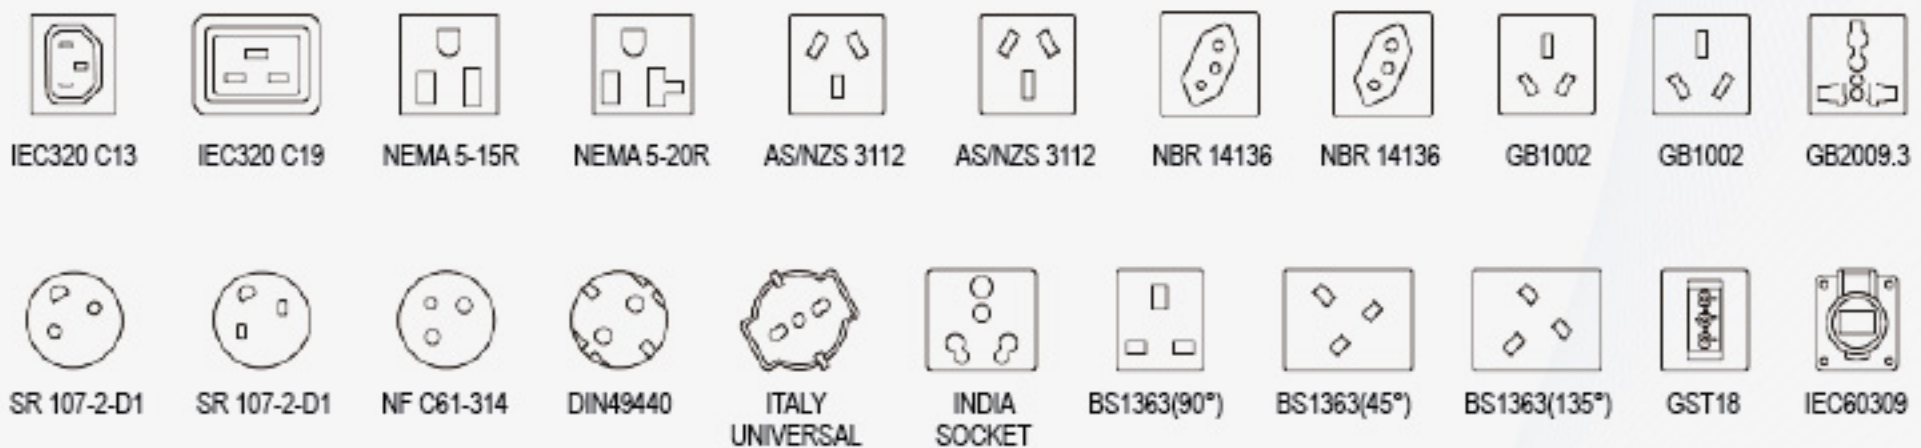 IEC320 C13 IEC320 C19 NEMA 5-15R NEMA 5-20R AS/NZS 3112 AS/NZS 3112 NBR 14136 NBR 14136 GB1002 GB1002 GB2009.3
SR 107-2-D1 SR 107-2-D1 NF C61-314 DIN49440 ITALY INDIA BS1363(90°) BS1363(45°) BS1363(135°) GST18 IEC60309
UNIVERSAL SOCKET